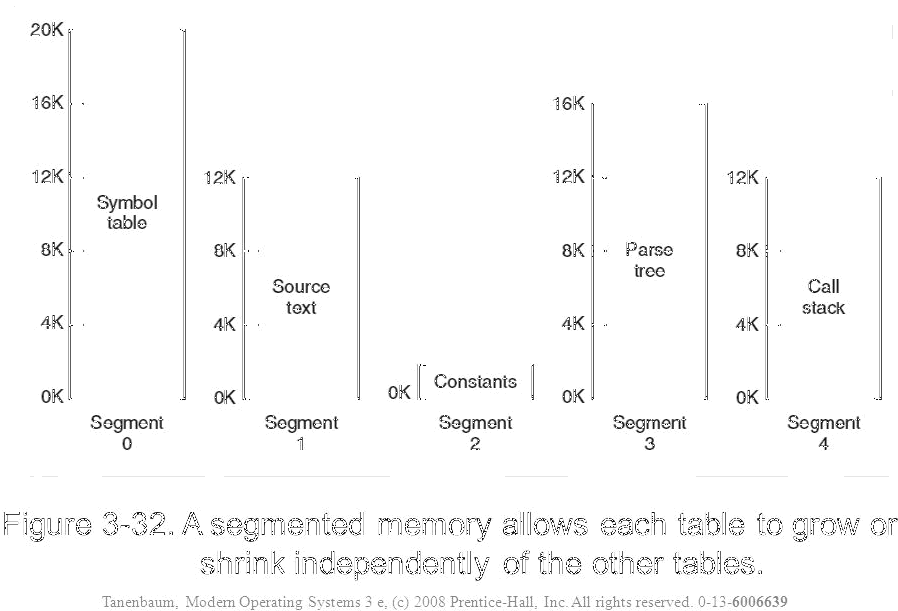 20K
16K
12K
8K
4K
0K
Symbol
table
Segment
0
12K
8K
4K
0K
Source
text
Segment
1
0K
Constants
Segment
2
16K
12K
8K
4K
0K
Parse
tree
Segment
3
12K
8K
4K
0K
Call
stack
Segment
4
Figure 3-32. A segmented memory allows each table to grow or
shrink independently of the other tables.
Tanenbaum, Modern Operating Systems 3 e, (c) 2008 Prentice-Hall, Inc. All rights reserved. 0-13-6006639